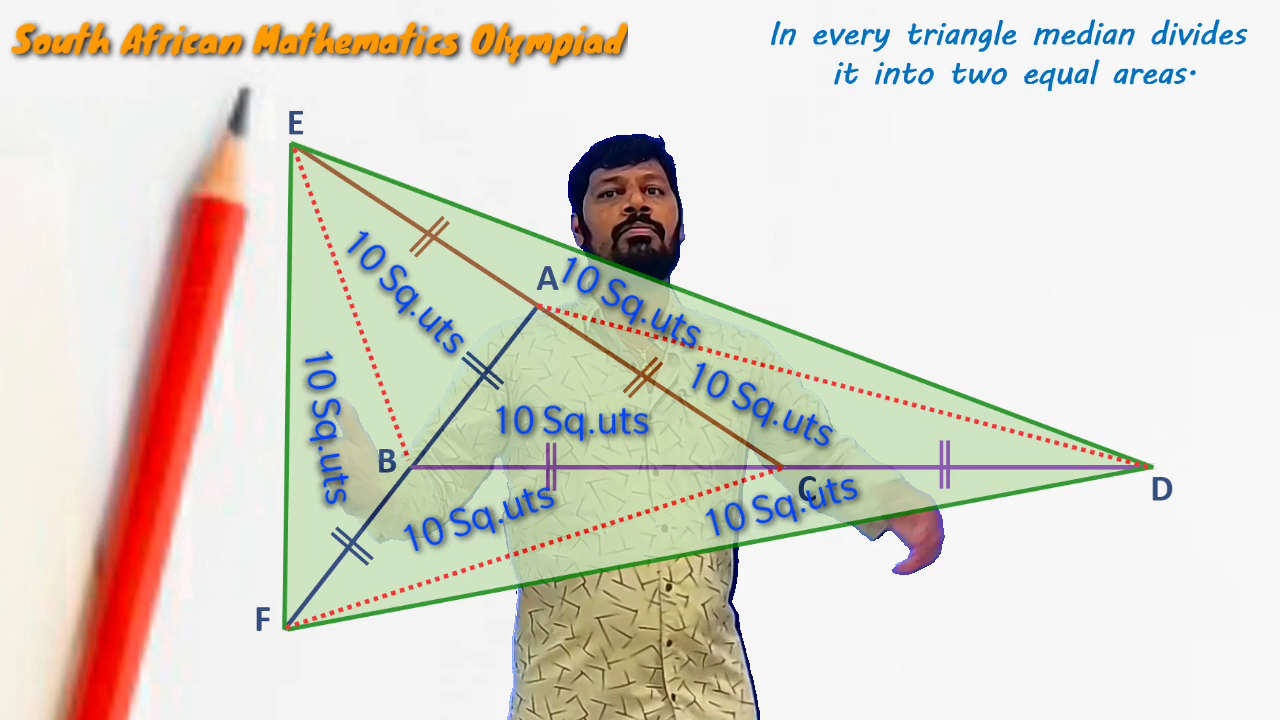 South African Mathematics Olympiad
In every triangle median divides
it into two equal areas.
E
A
10 Sq.uts
10 Sq.uts
10 Sq.uts
10 Sq.uts
10 Sq.uts
B
C
D
10 Sq.uts
10 Sq.uts
F